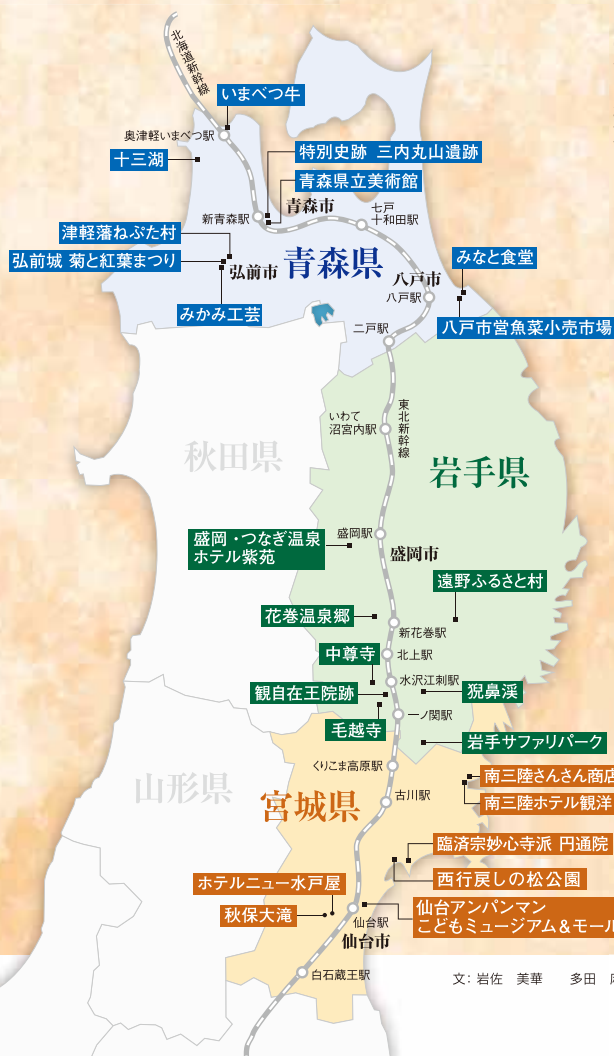 北海道新幹線
いまべつ牛
奥津軽いまべつ駅
十三湖
特別史跡 三内丸山遺跡
青森県立美術館
青森市
新青森駅
七戸
十和田駅
津軽藩ねぷた村
弘前城 菊と紅葉まつり
弘前市
青森県
みなと食堂
八戸市
八戸駅
みかみ工芸
八戸市営魚菜小売市場
二戸駅
いわて
沼宮内駅
東北新幹線
秋田県
岩手県
盛岡・つなぎ温泉
ホテル紫苑
盛岡駅
盛岡市
遠野ふるさと村
花巻温泉郷
新花巻駅
中尊寺
北上駅
水沢江刺駅
観自在王院跡
猊鼻渓
毛越寺
一ノ関駅
岩手サファリパーク
くりこま高原駅
南三陸さんさん商店
山形県
宮城県
古川駅
南三陸ホテル観洋
臨済宗妙心寺派 円通院
西行戻しの松公園
ホテルニュー水戸屋
秋保大滝
仙台アンパンマン
こどもミュージアム＆モール
仙台駅
仙台市
白石蔵王駅
文: 岩佐 美華 多田